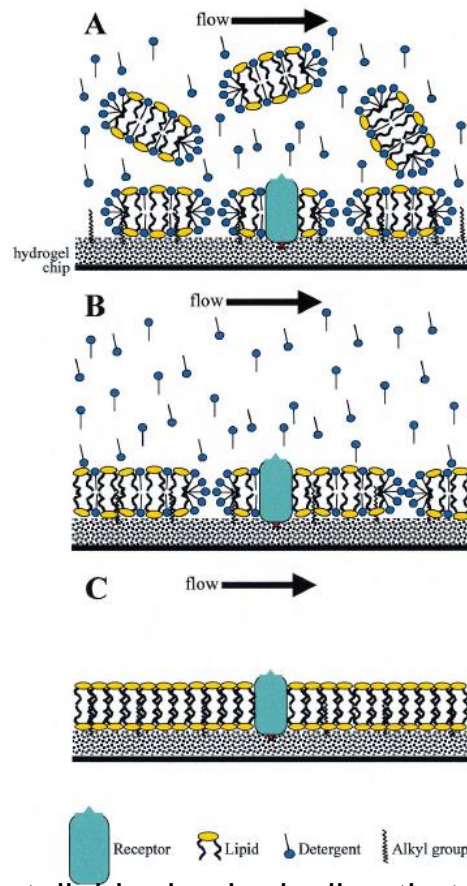 A
flow
hydrogel
chip
B
flow
C
flow
Receptor Lipid Detergent Alkyl group